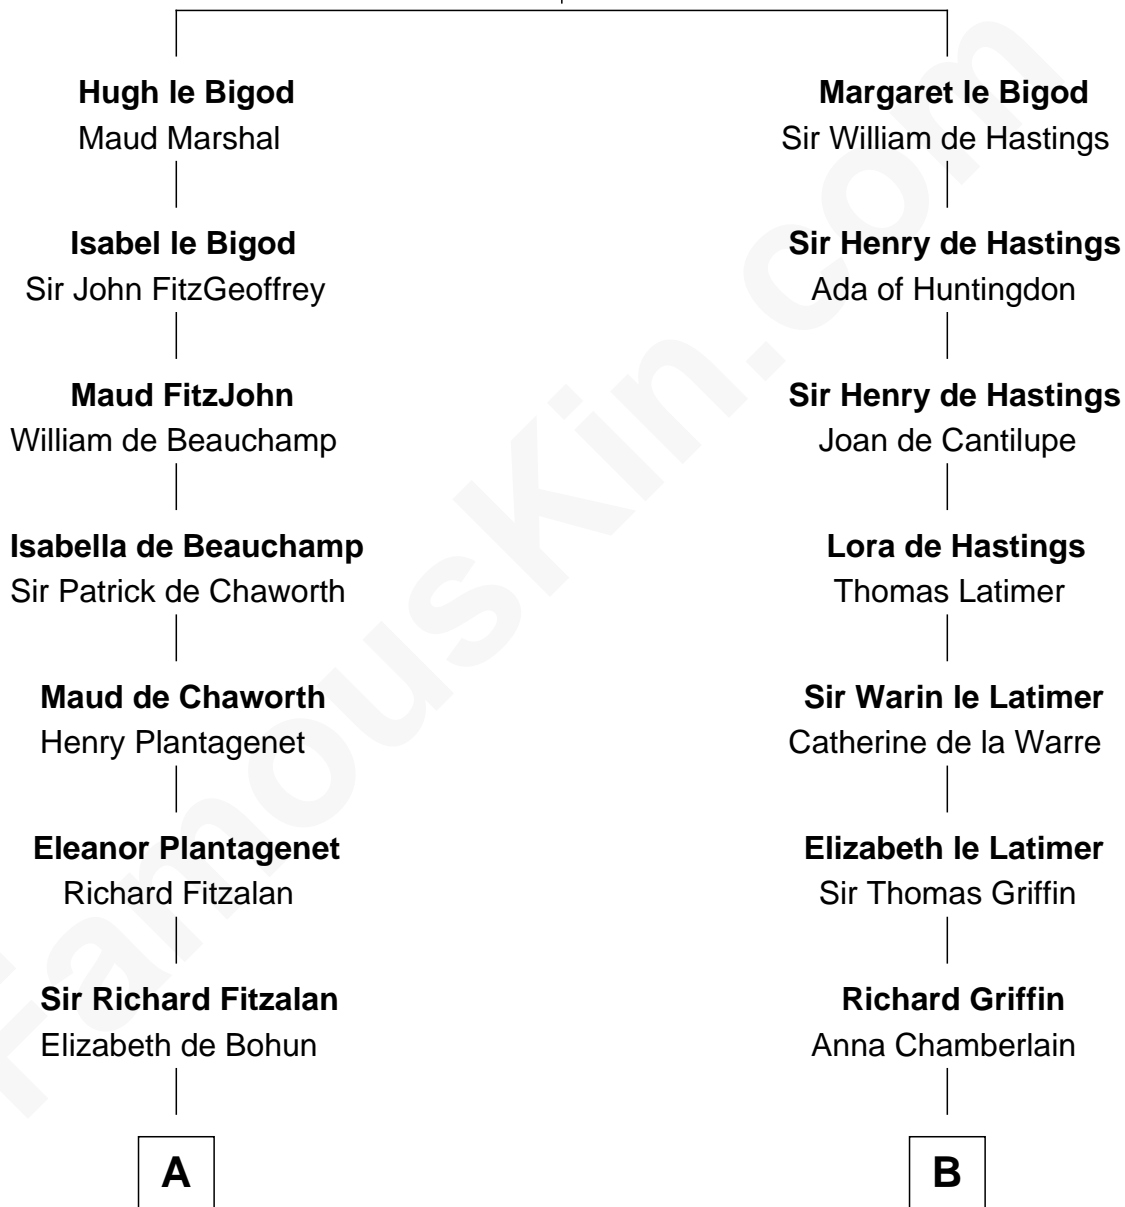 Hugh le Bigod
Maud Marshal
Isabel le Bigod
Sir John FitzGeoffrey
Maud FitzJohn
William de Beauchamp
Isabella de Beauchamp
Sir Patrick de Chaworth
Maud de Chaworth
Henry Plantagenet
Eleanor Plantagenet
Richard Fitzalan
Sir Richard Fitzalan
Elizabeth de Bohun
A
Margaret le Bigod
Sir William de Hastings
Sir Henry de Hastings
Ada of Huntingdon
Sir Henry de Hastings
Joan de Cantilupe
Lora de Hastings
Thomas Latimer
Sir Warin le Latimer
Catherine de la Warre
Elizabeth le Latimer
Sir Thomas Griffin
Richard Griffin
Anna Chamberlain
B
FamousKin.com